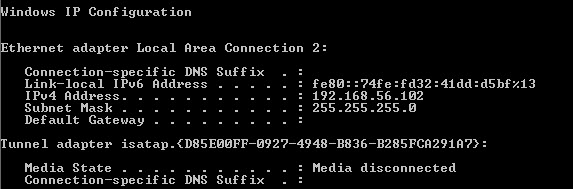 Windows IP Configuration
Ethernet adapter Local Area Connection 2:
Connection-specific DNS Suffix . :
Link-local IPv6 Address . . . . . : fe80::74fe:fd32:41dd:d5bf%13
IPv4 Address. . . . . . . . . . . : 192.168.56.102
Subnet Mask . . . . . . . . . . . : 255.255.255.0
Default Gateway . . . . . . . . . :
Tunnel adapter isatap.{D85E00FF-0927-4948-B836-B285FCA291A7}:
Media State . . . . . . . . . . . : Media disconnected
Connection-specific DNS Suffix . :